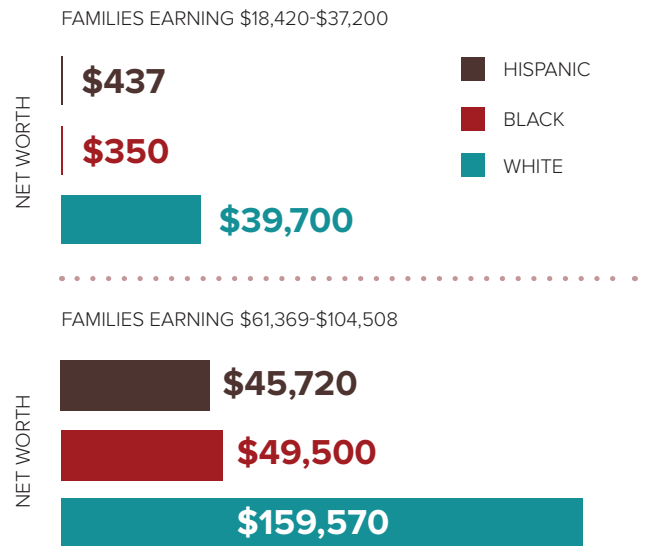 FAMILIES EARNING $18,420-$37,200
NET WORTH
$437
$350
$39,700
HISPANIC
BLACK
WHITE
FAMILIES EARNING $61,369-$104,508
NET WORTH
$45,720
$49,500
$159,570